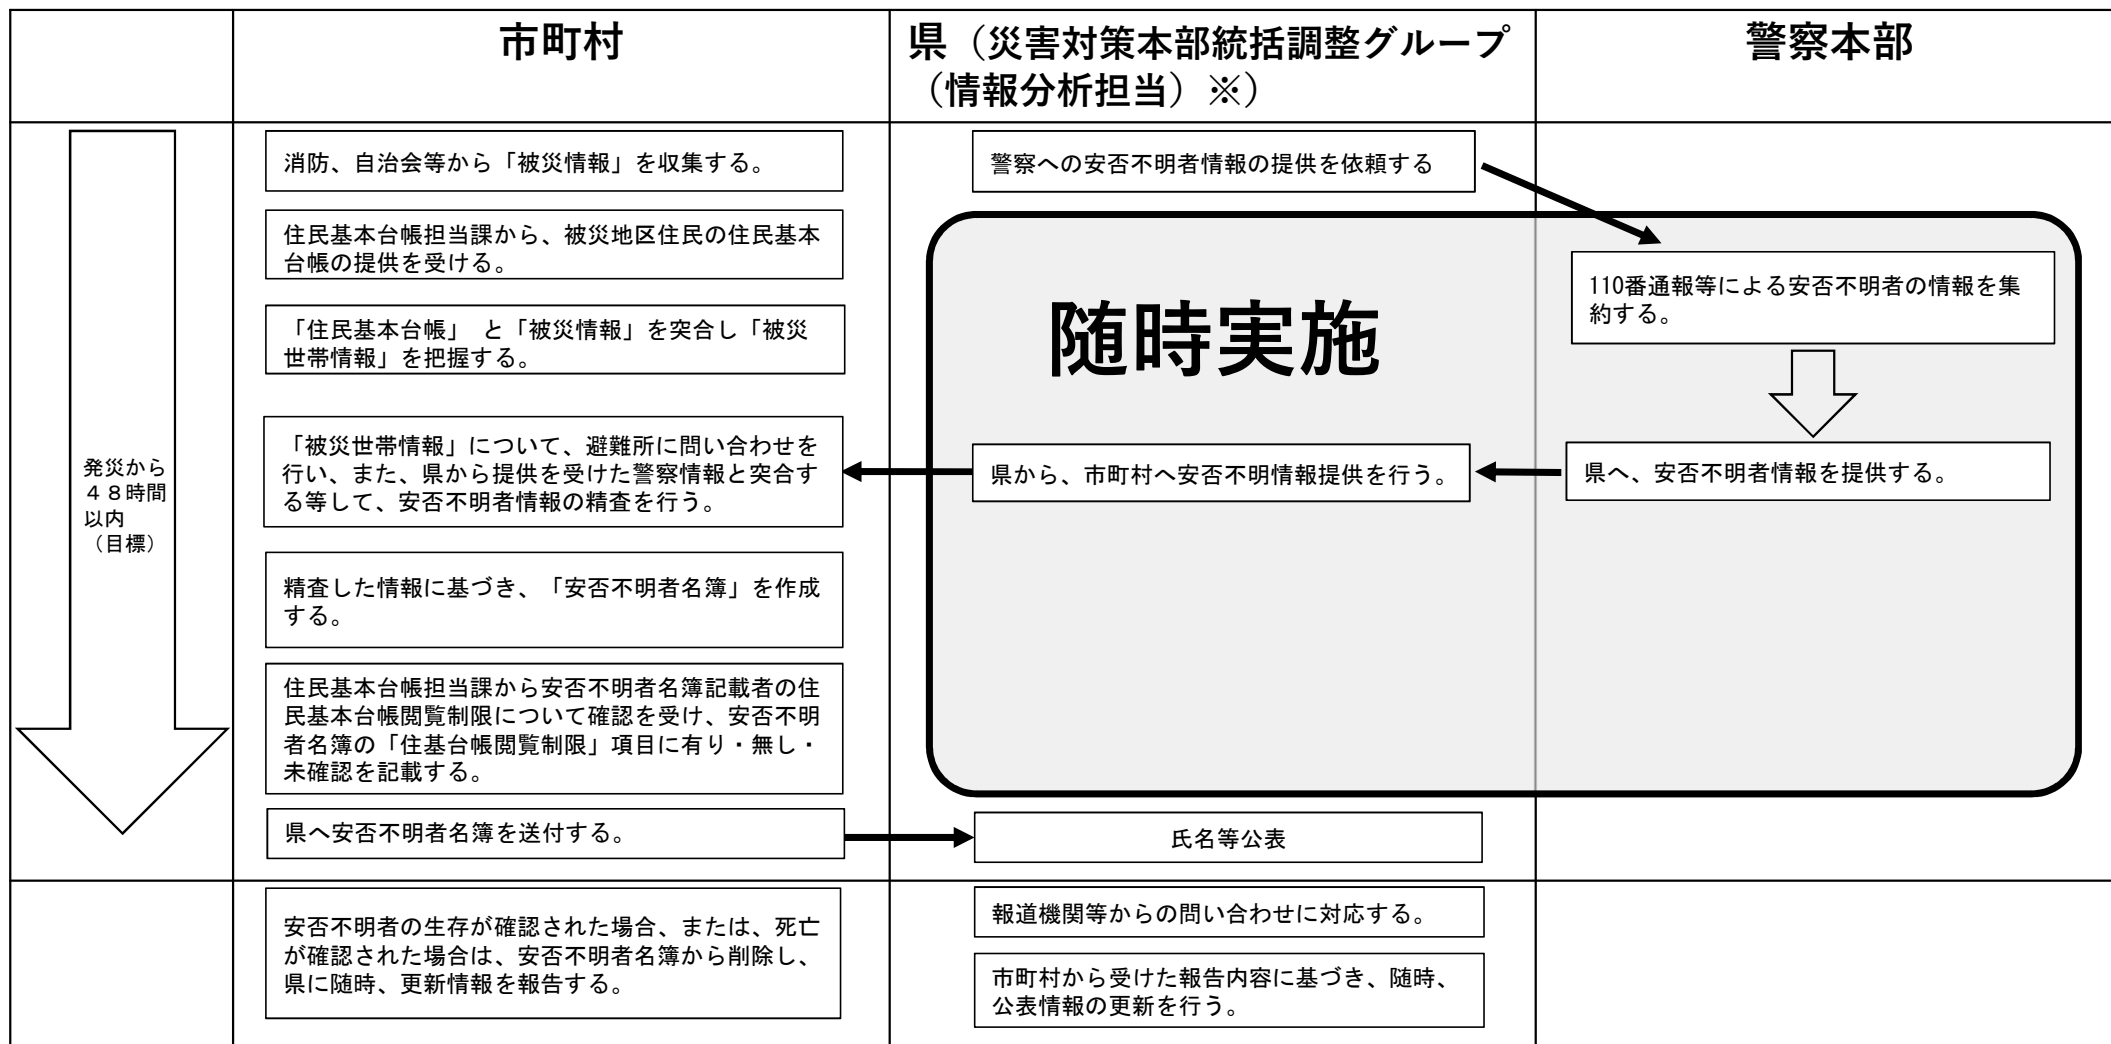 市町村
県（災害対策本部統括調整グループ
（情報分析担当）※）
警察本部
発災から
４８時間
以内
（目標）
消防、自治会等から「被災情報」を収集する。
住民基本台帳担当課から、被災地区住民の住民基本
台帳の提供を受ける。
「住民基本台帳」 と「被災情報」を突合し「被災
世帯情報」を把握する。
「被災世帯情報」について、避難所に問い合わせを
行い、また、県から提供を受けた警察情報と突合す
る等して、安否不明者情報の精査を行う。
精査した情報に基づき、「安否不明者名簿」を作成
する。
住民基本台帳担当課から安否不明者名簿記載者の住
民基本台帳閲覧制限について確認を受け、安否不明
者名簿の「住基台帳閲覧制限」項目に有り・無し・
未確認を記載する。
県へ安否不明者名簿を送付する。
警察への安否不明者情報の提供を依頼する
随時実施
110番通報等による安否不明者の情報を集
約する。
県へ、安否不明者情報を提供する。
県から、市町村へ安否不明情報提供を行う。
氏名等公表
安否不明者の生存が確認された場合、または、死亡
が確認された場合は、安否不明者名簿から削除し、
県に随時、更新情報を報告する。
報道機関等からの問い合わせに対応する。
市町村から受けた報告内容に基づき、随時、
公表情報の更新を行う。